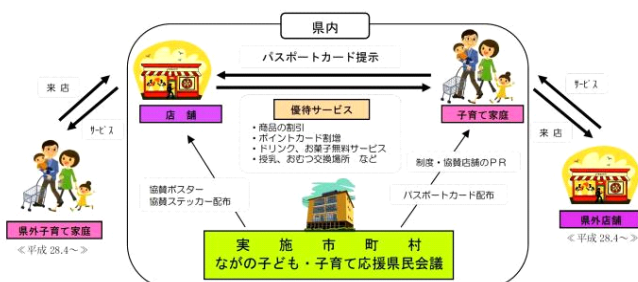 県内
パスポートカード提示
来 店
サービス
店 舗
優待サービス
・商品の割引
・ポイントカード割増
・ドリンク、お菓子無料サービス
・授乳、おむつ交換場所　など
子育て家庭
サービス
来 店
協賛ポスター
協賛ステッカー配布
制度・協賛店舗のＰＲ
パスポートカード配布
県外子育て家庭
≪平成 28.4～≫
県外店舗
≪平成 28.4～≫
実 施 市 町 村
ながの子ども・子育て応援県民会議